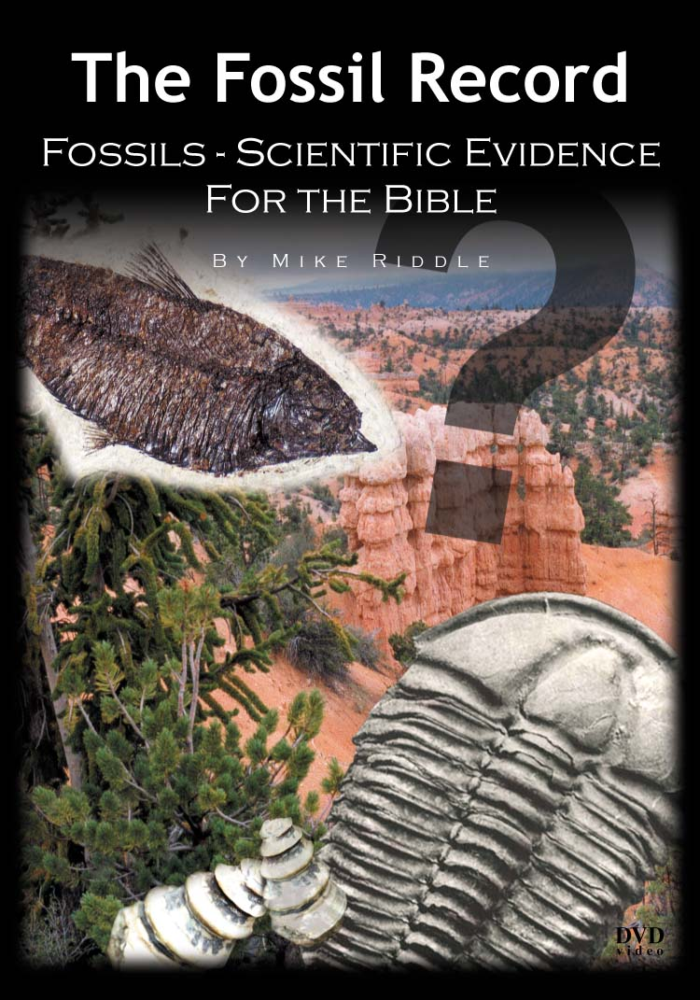 The Fossil Record
FOSSILS - SCIENTIFIC EVIDENCE
FOR THE BIBLE
BY MIKE RIDDLE
?
DVD
video